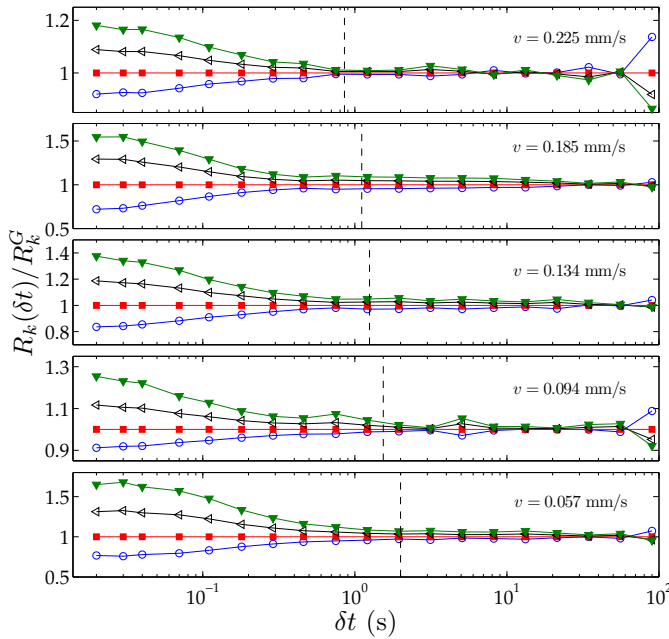 1.2
1
v = 0.225 mm/s
1.5
1
0.5
v = 0.185 mm/s
1.4
1.2
1
0.8
v = 0.134 mm/s
1.3
1.1
0.9
v = 0.094 mm/s
1.5
1
0.5
v = 0.057 mm/s
R_k(δt)/R_k^G
10^{-1} 10^0 10^1 10^2
δt (s)